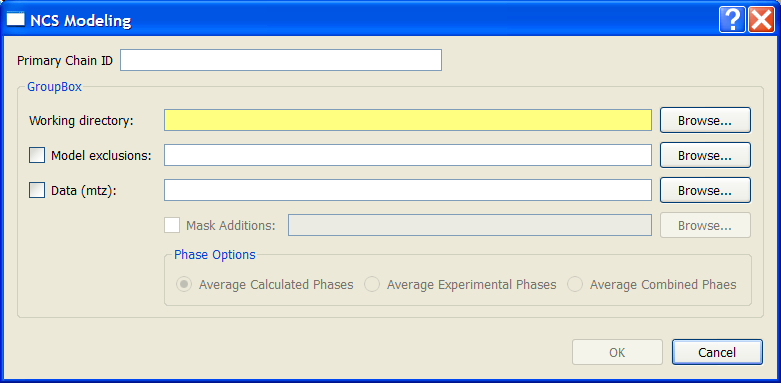 NCS Modeling
Primary Chain ID
GroupBox
Working directory: Browse...
Model exclusions: Browse...
Data (mtz): Browse...
Mask Additions: Browse...
Phase Options
Average Calculated Phases Average Experimental Phases Average Combined Phaes
OK Cancel